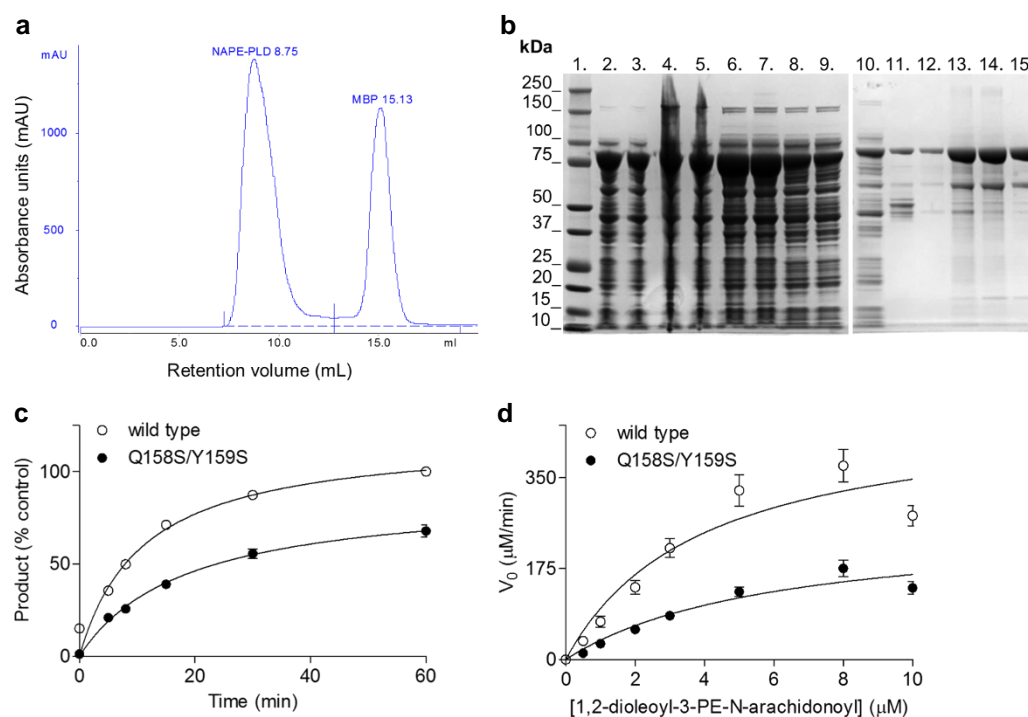 a
mAU
NAPE-PLD 8.75
MBP 15.13
1000
500
0
Absorbance units (mAU)
0.0 5.0 10.0 15.0 ml
Retention volume (mL)
b
kDa
1. 2. 3. 4. 5. 6. 7. 8. 9. 10. 11. 12. 13. 14. 15
250
150
100
75
50
37
25
20
15
10
c
wild type
Q158S/Y159S
100
50
0
Product (% control)
0 20 40 60
Time (min)
d
wild type
Q158S/Y159S
350
175
0
V0 (µM/min)
0 2 4 6 8 10
[1,2-dioleoyl-3-PE-N-arachidonoyl] (µM)